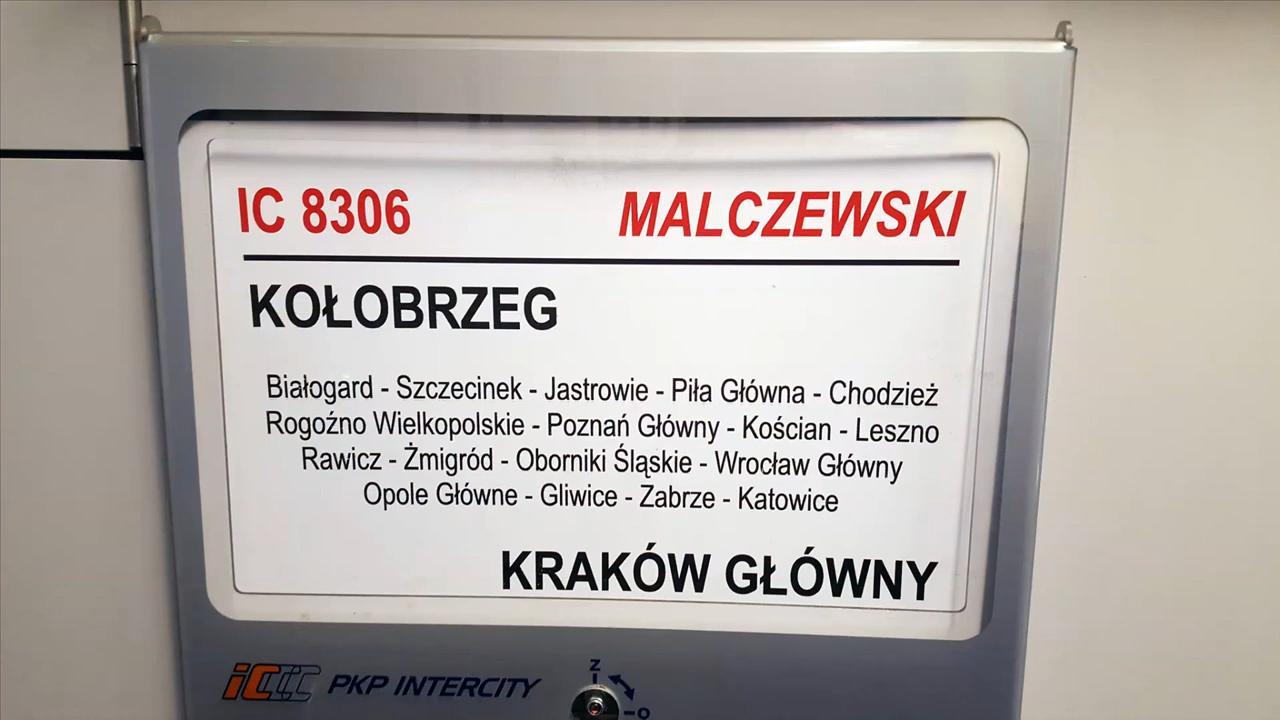 IC 8306 MALCZEWSKI
KOŁOBRZEG
Białogard - Szczecinek - Jastrowie - Piła Główna - Chodzież
Rogoźno Wielkopolskie - Poznań Główny - Kościan - Leszno
Rawicz - Żmigród - Oborniki Śląskie - Wrocław Główny
Opole Główne - Gliwice - Zabrze - Katowice
KRAKÓW GŁÓWNY
IC PKP INTERCITY
Z
O